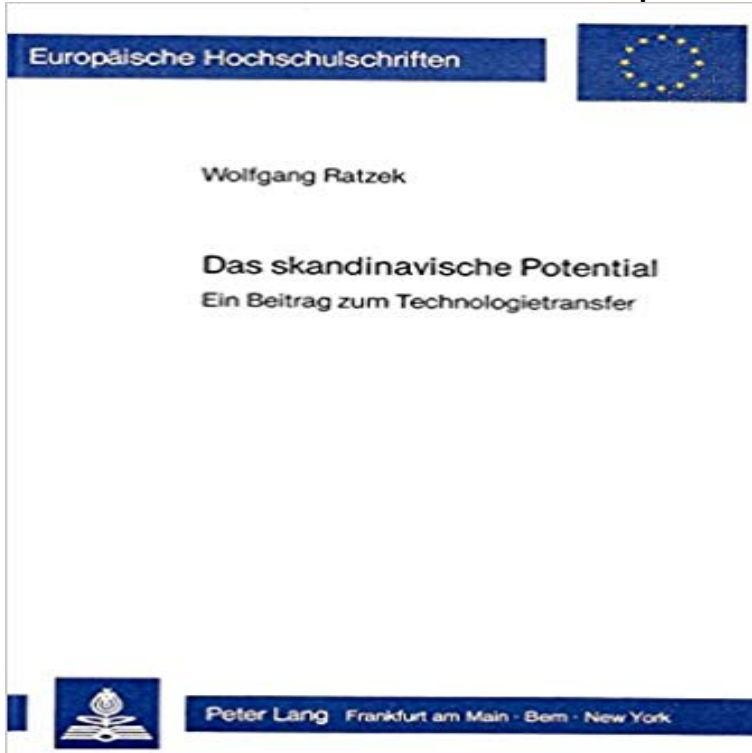 Europäische Hochschulschriften
Wolfgang Ratzek
Das skandinavische Potential
Ein Beitrag zum Technologietransfer
Peter Lang Frankfurt am Main · Bern · New York